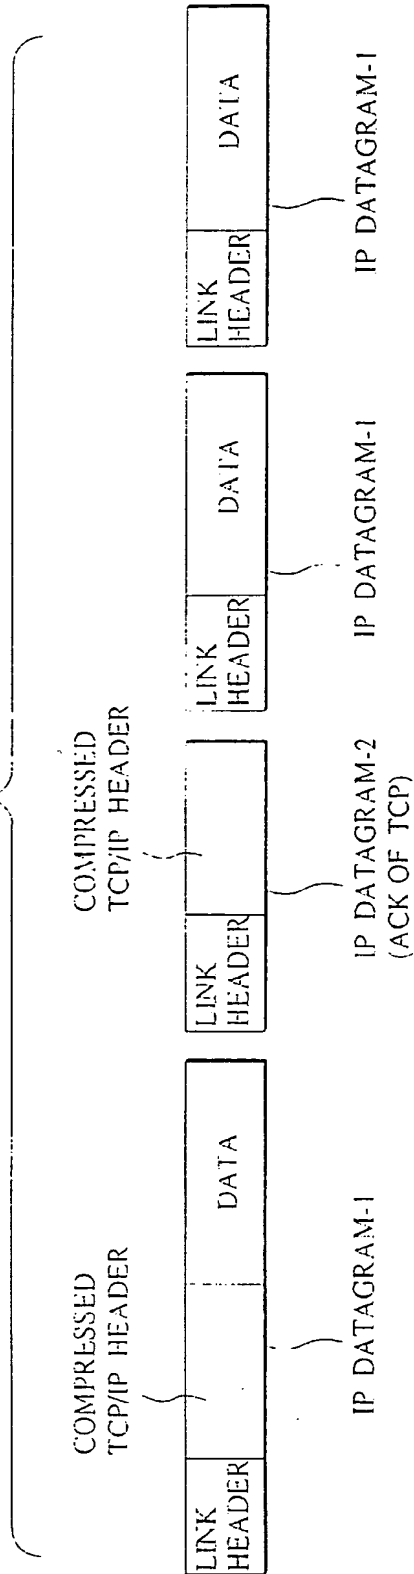 COMPRESSED
TCP/IP HEADER
COMPRESSED
TCP/IP HEADER
LINK
HEADER
DATA
LINK
HEADER
LINK
HEADER
DATA
LINK
HEADER
DATA
IP DATAGRAM-1
IP DATAGRAM-2
(ACK OF TCP)
IP DATAGRAM-1
IP DATAGRAM-1